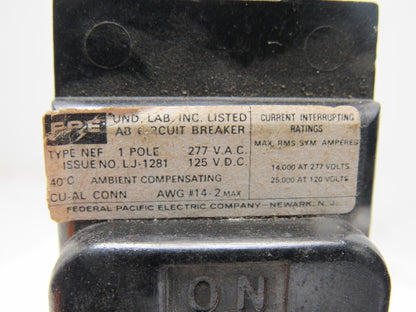 FPE
UND. LAB. INC. LISTED
AB CIRCUIT BREAKER
TYPE NEF 1 POLE 277 V.A.C.
ISSUE NO. LJ-1281 125 V.D.C.
40°C AMBIENT COMPENSATING
CU-AL CONN AWG #14-2 MAX
CURRENT INTERRUPTING
RATINGS
MAX. RMS SYM. AMPERES
14,000 AT 277 VOLTS
25,000 AT 120 VOLTS
FEDERAL PACIFIC ELECTRIC COMPANY—NEWARK, N. J.
ON